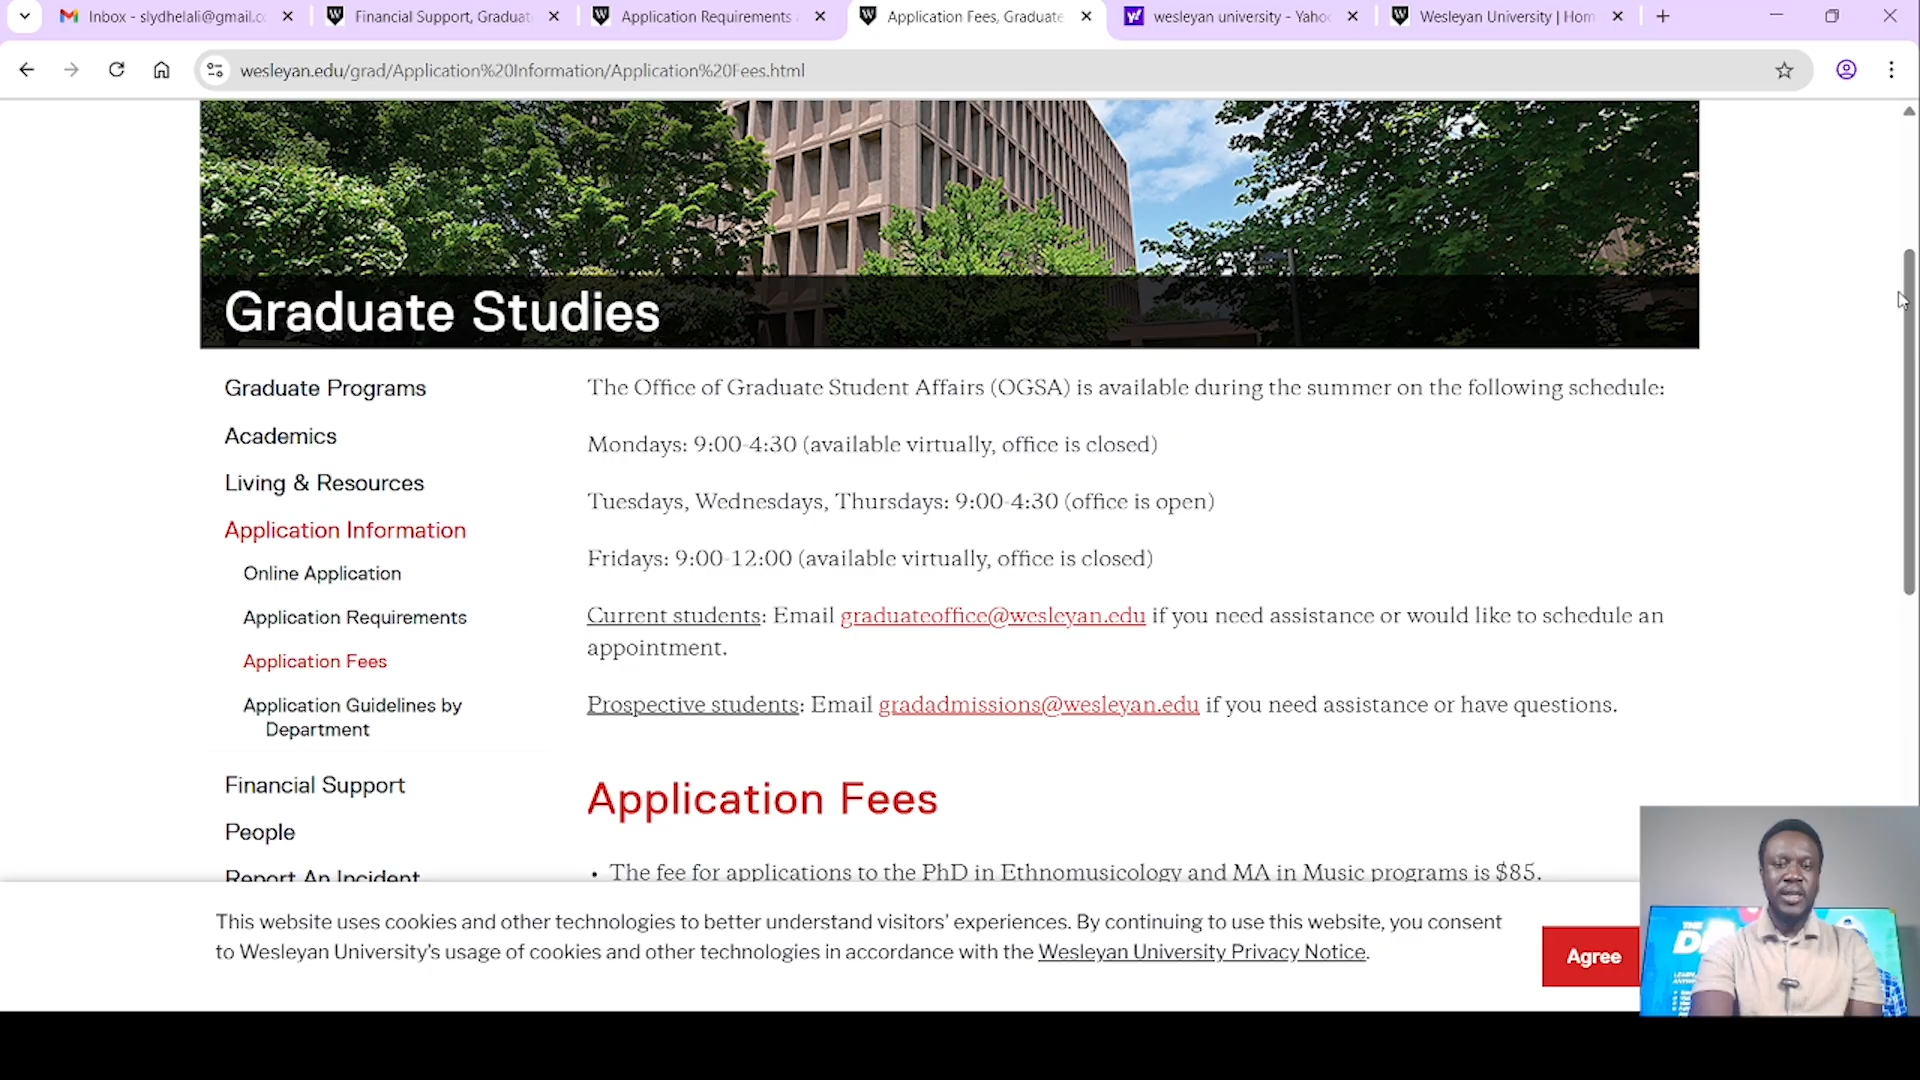 Inbox - slydhelali@gmail.c
Financial Support, Graduat
Application Requirements
Application Fees, Graduate
wesleyan university - Yaho
Wesleyan University | Hom
wesleyan.edu/grad/Application%20Information/Application%20Fees.html
Graduate Studies
Graduate Programs
Academics
Living & Resources
Application Information
Online Application
Application Requirements
Application Fees
Application Guidelines by
Department
Financial Support
People
Report An Incident
The Office of Graduate Student Affairs (OGSA) is available during the summer on the following schedule:
Mondays: 9:00-4:30 (available virtually, office is closed)
Tuesdays, Wednesdays, Thursdays: 9:00-4:30 (office is open)
Fridays: 9:00-12:00 (available virtually, office is closed)
Current students: Email graduateoffice@wesleyan.edu if you need assistance or would like to schedule an
appointment.
Prospective students: Email gradadmissions@wesleyan.edu if you need assistance or have questions.
Application Fees
• The fee for applications to the PhD in Ethnomusicology and MA in Music programs is $85.
This website uses cookies and other technologies to better understand visitors' experiences. By continuing to use this website, you consent
to Wesleyan University's usage of cookies and other technologies in accordance with the Wesleyan University Privacy Notice.
Agree